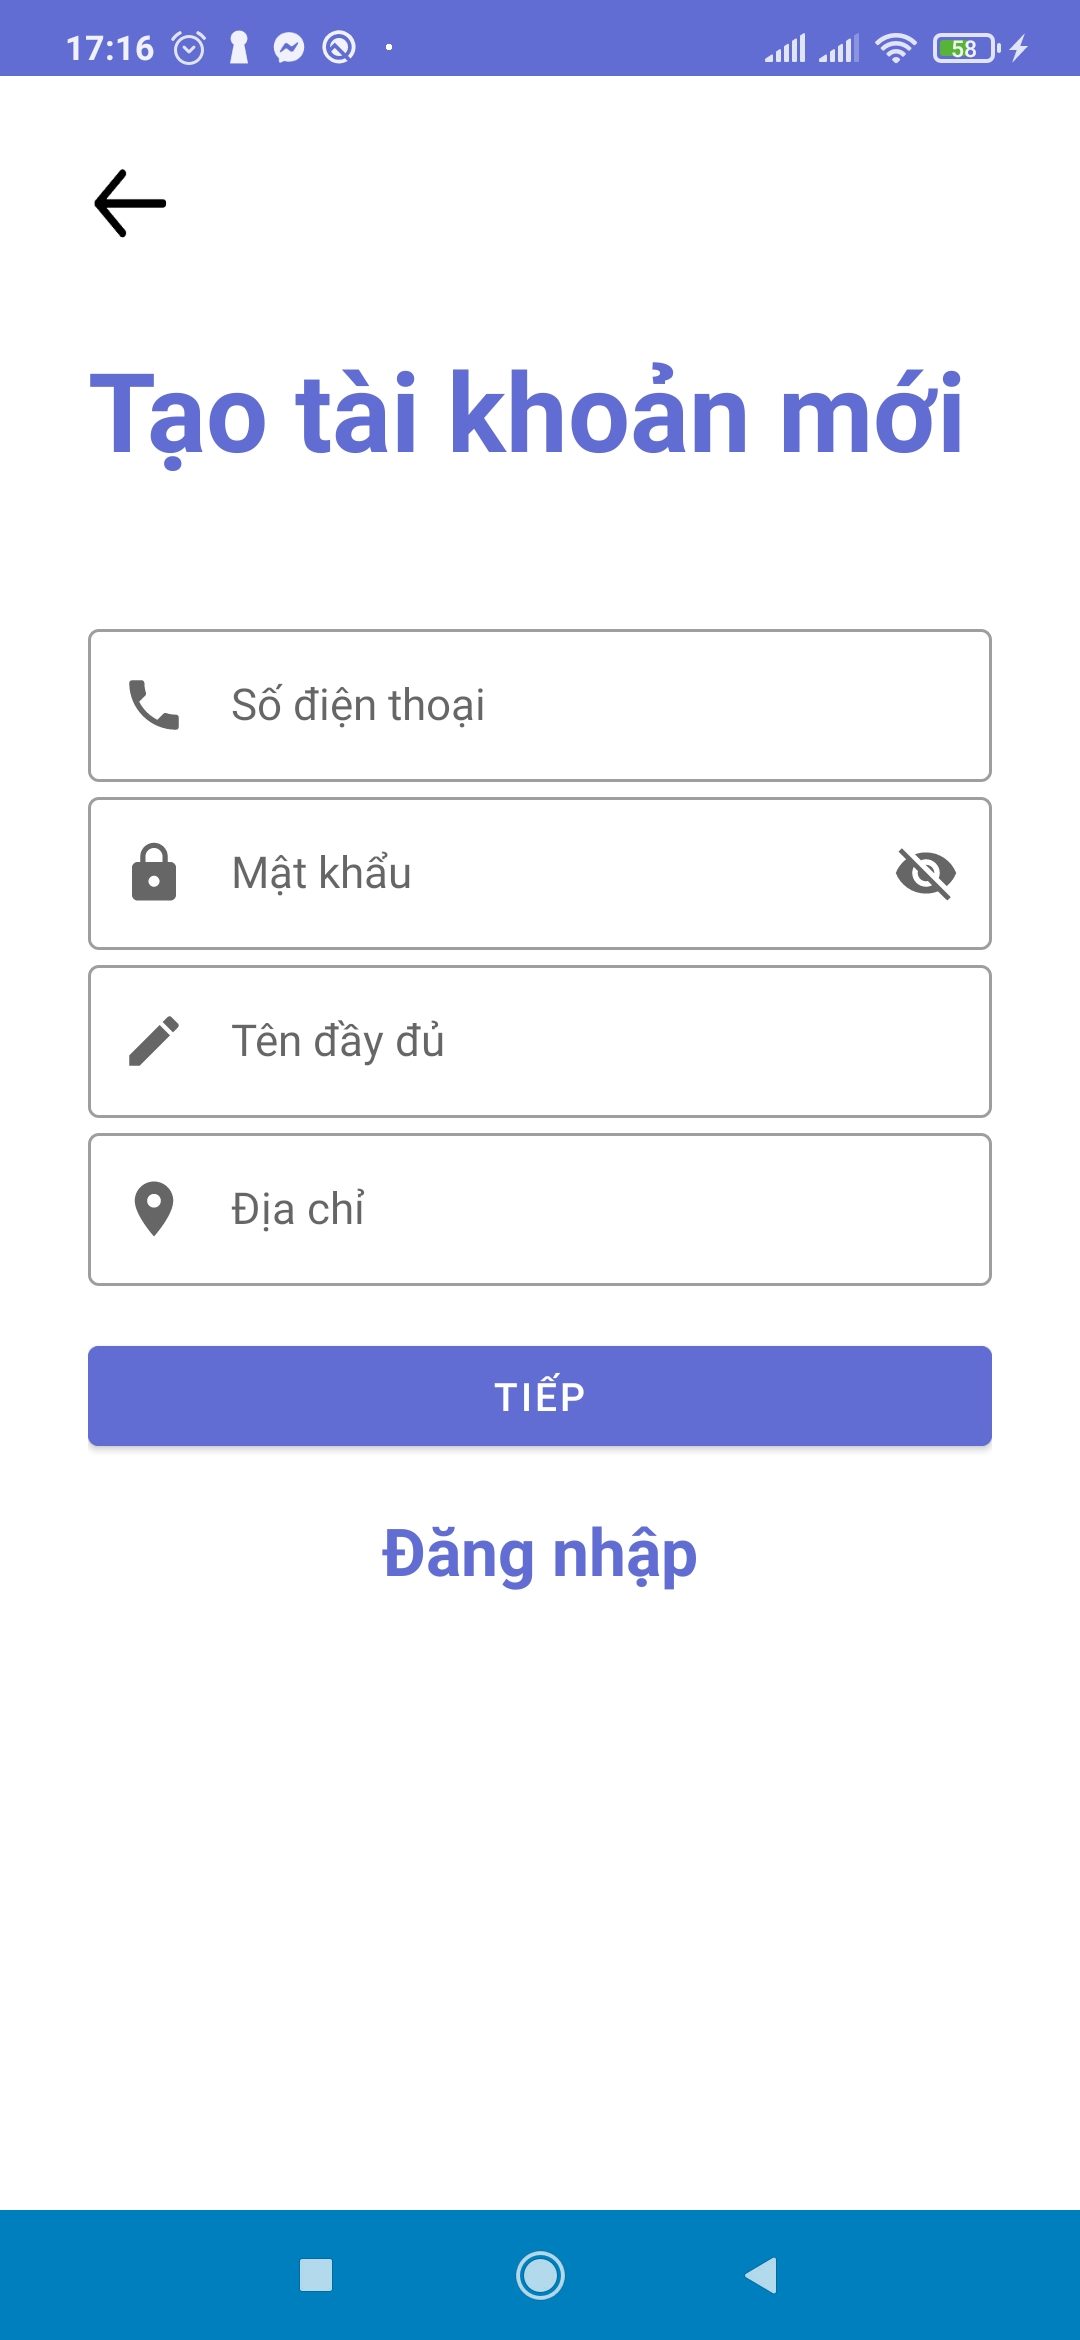 17:16
58
Tạo tài khoản mới
Số điện thoại
Mật khẩu
Tên đầy đủ
Địa chỉ
TIẾP
Đăng nhập